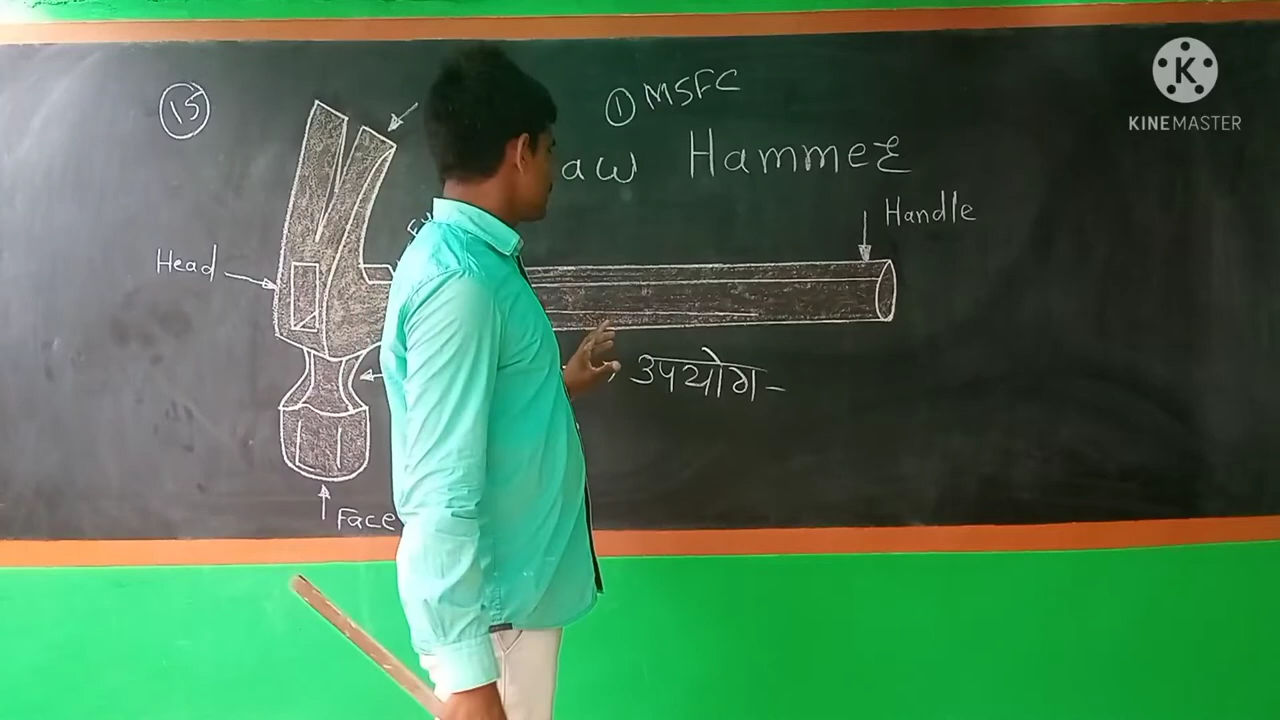 15
① MSFC
aw Hammer
Handle
Head
उपयोग-
Face
K
KINEMASTER